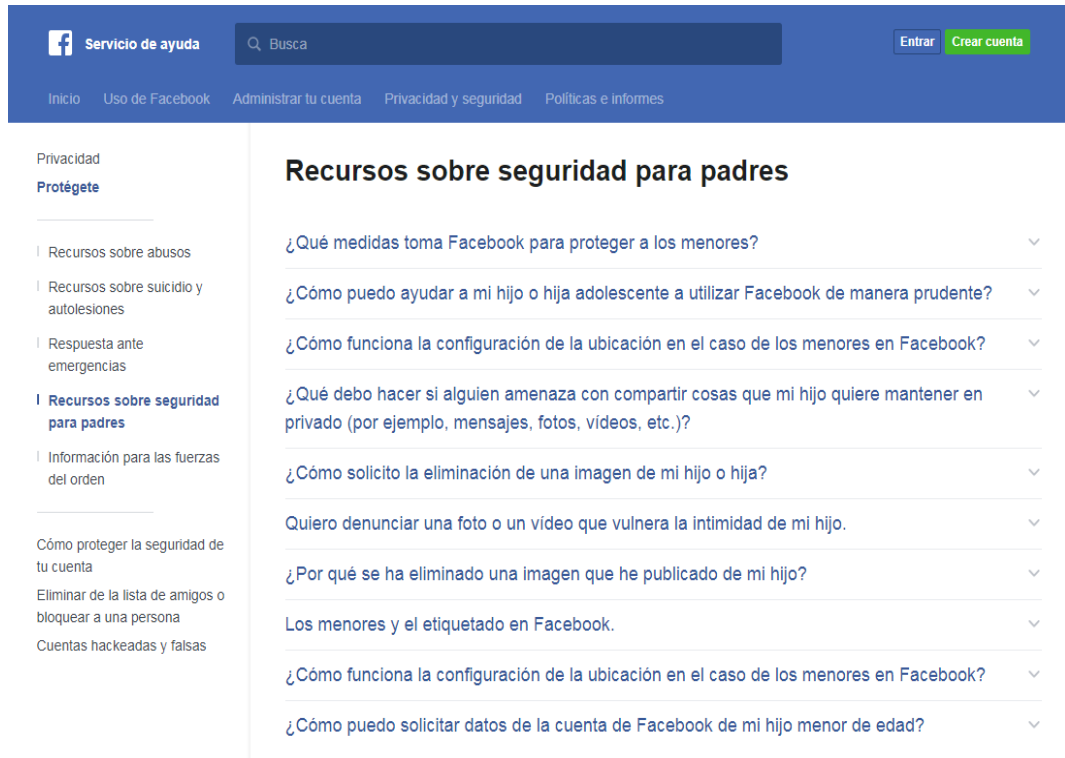 Servicio de ayuda
Busca
Entrar
Crear cuenta
Inicio Uso de Facebook Administrar tu cuenta Privacidad y seguridad Políticas e informes
Privacidad
Protégete
Recursos sobre abusos
Recursos sobre suicidio y
autolesiones
Respuesta ante
emergencias
Recursos sobre seguridad
para padres
Información para las fuerzas
del orden
Cómo proteger la seguridad de
tu cuenta
Eliminar de la lista de amigos o
bloquear a una persona
Cuentas hackeadas y falsas
Recursos sobre seguridad para padres
¿Qué medidas toma Facebook para proteger a los menores?
¿Cómo puedo ayudar a mi hijo o hija adolescente a utilizar Facebook de manera prudente?
¿Cómo funciona la configuración de la ubicación en el caso de los menores en Facebook?
¿Qué debo hacer si alguien amenaza con compartir cosas que mi hijo quiere mantener en
privado (por ejemplo, mensajes, fotos, vídeos, etc.)?
¿Cómo solicito la eliminación de una imagen de mi hijo o hija?
Quiero denunciar una foto o un vídeo que vulnera la intimidad de mi hijo.
¿Por qué se ha eliminado una imagen que he publicado de mi hijo?
Los menores y el etiquetado en Facebook.
¿Cómo funciona la configuración de la ubicación en el caso de los menores en Facebook?
¿Cómo puedo solicitar datos de la cuenta de Facebook de mi hijo menor de edad?